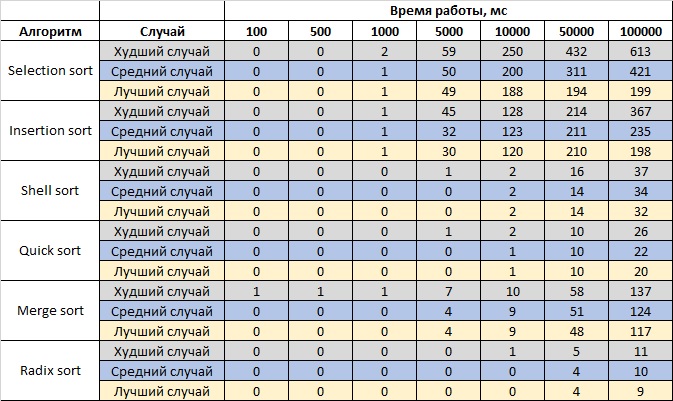 Время работы, мс
Алгоритм Случай 100 500 1000 5000 10000 50000 100000
Худший случай 0 0 2 59 250 432 613
Selection sort Средний случай 0 0 1 50 200 311 421
Лучший случай 0 0 1 49 188 194 199
Худший случай 0 0 1 45 128 214 367
Insertion sort Средний случай 0 0 1 32 123 211 235
Лучший случай 0 0 1 30 120 210 198
Худший случай 0 0 0 1 2 16 37
Shell sort Средний случай 0 0 0 0 2 14 34
Лучший случай 0 0 0 0 2 14 32
Худший случай 0 0 0 1 2 10 26
Quick sort Средний случай 0 0 0 0 1 10 22
Лучший случай 0 0 0 0 1 10 20
Худший случай 1 1 1 7 10 58 137
Merge sort Средний случай 0 0 0 4 9 51 124
Лучший случай 0 0 0 4 9 48 117
Худший случай 0 0 0 0 1 5 11
Radix sort Средний случай 0 0 0 0 0 4 10
Лучший случай 0 0 0 0 0 4 9